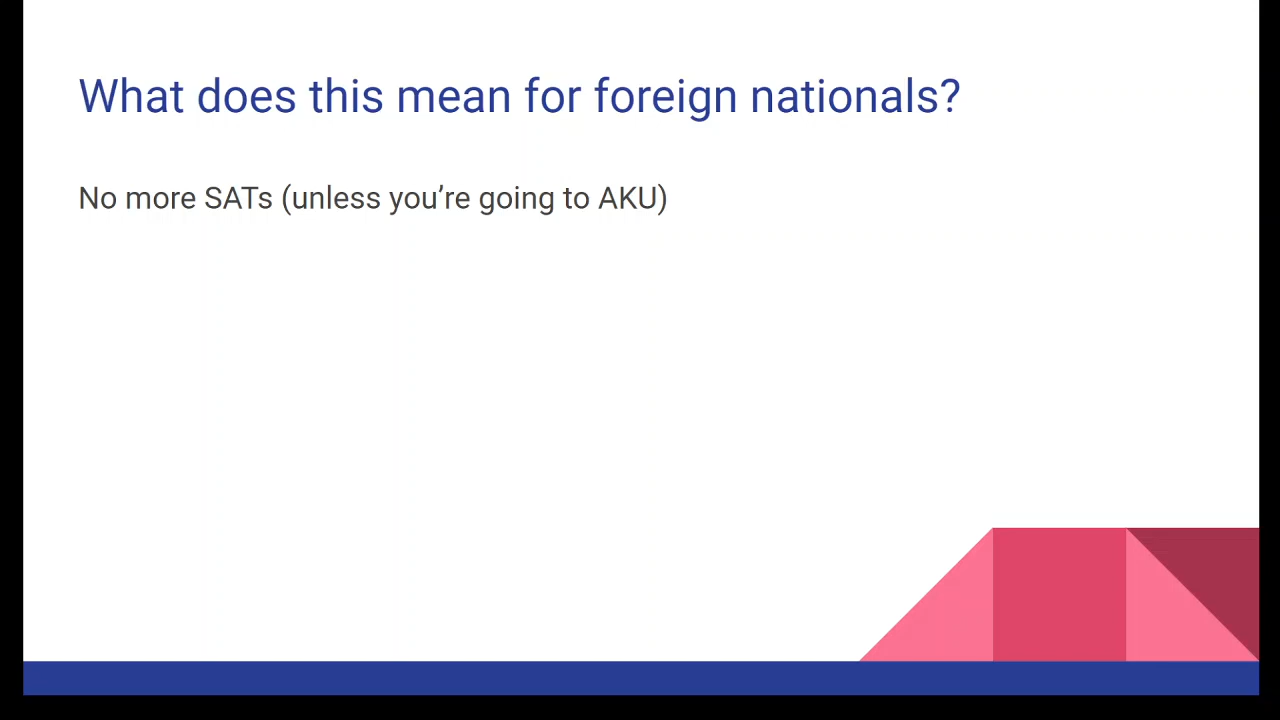 What does this mean for foreign nationals?
No more SATs (unless you’re going to AKU)